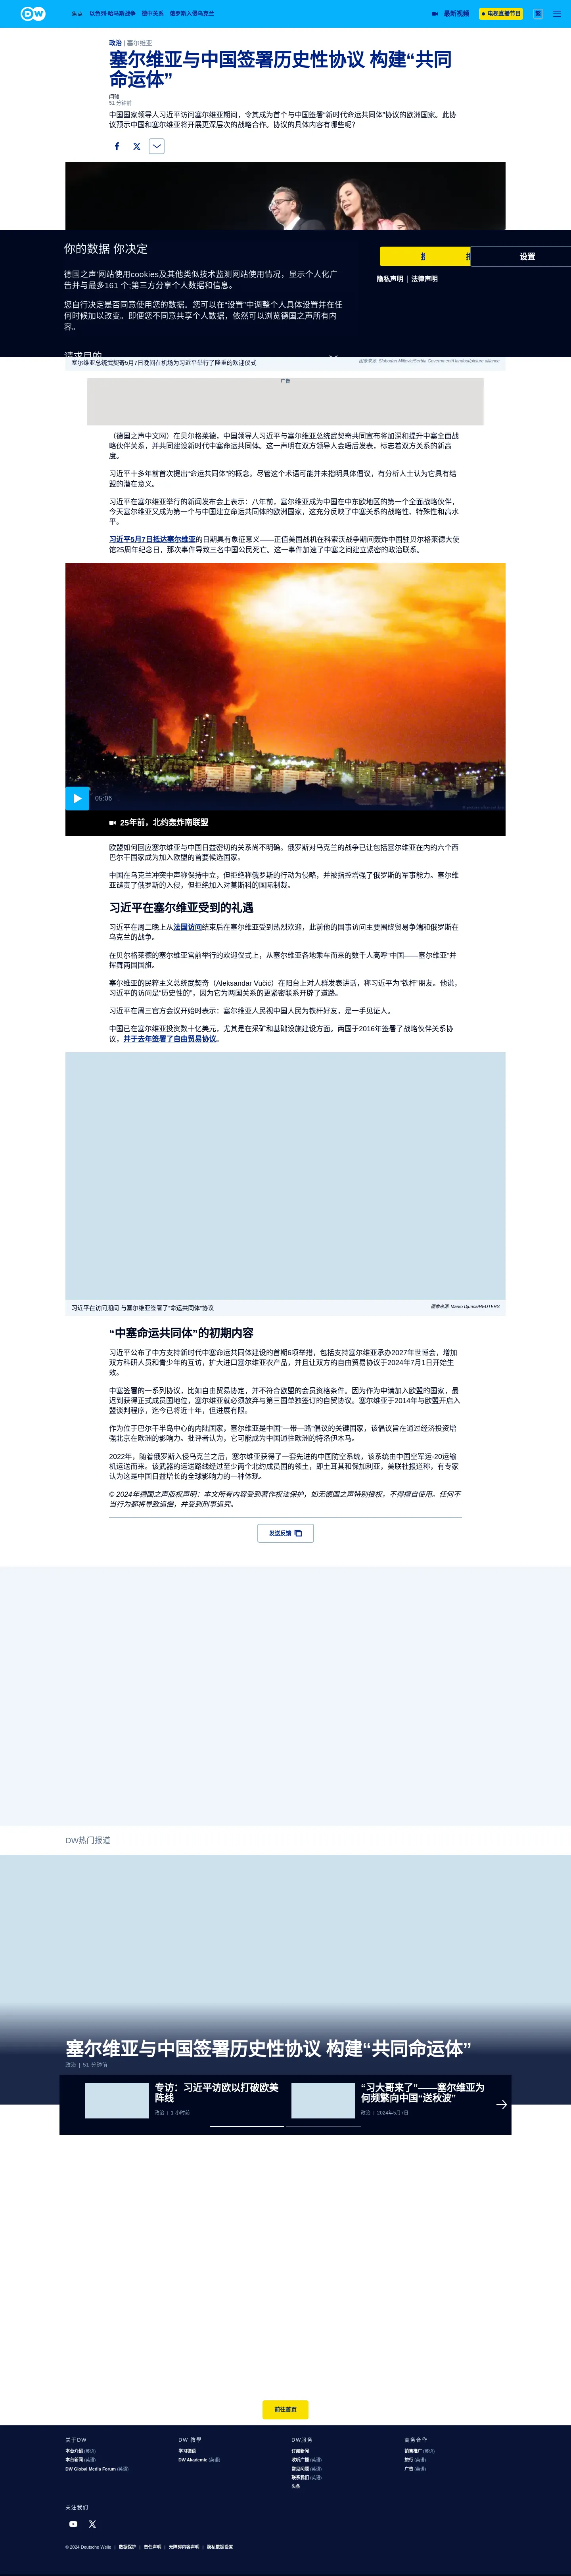 DW
焦点
以色列-哈马斯战争
德中关系
俄罗斯入侵乌克兰
最新视频
电视直播节目
繁
政治 | 塞尔维亚
塞尔维亚与中国签署历史性协议 构建“共同
命运体”
闪骏
51 分钟前
中国国家领导人习近平访问塞尔维亚期间，令其成为首个与中国签署“新时代命运共同体”协议的欧洲国家。此协
议预示中国和塞尔维亚将开展更深层次的战略合作。协议的具体内容有哪些呢?
你的数据 你决定
德国之声'网站使用cookies及其他类似技术监测网站使用情况，显示个人化广
告并与最多161 个;第三方分享个人数据和信息。
您自行决定是否同意使用您的数据。您可以在“设置”中调整个人具体设置并在任
何时候加以改变。即便您不同意共享个人数据，依然可以浏览德国之声所有内
容。
请求目的
设置
隐私声明 | 法律声明
塞尔维亚总统武契奇5月7日晚间在机场为习近平举行了隆重的欢迎仪式
图像来源: Slobodan Miljevic/Serbia Government/Handout/picture alliance
广告
（德国之声中文网）在贝尔格莱德，中国领导人习近平与塞尔维亚总统武契奇共同宣布将加深和提升中塞全面战
略伙伴关系，并共同建设新时代中塞命运共同体。这一声明在双方领导人会晤后发表，标志着双方关系的新高
度。
习近平十多年前首次提出“命运共同体”的概念。尽管这个术语可能并未指明具体倡议，有分析人士认为它具有结
盟的潜在意义。
习近平在塞尔维亚举行的新闻发布会上表示：八年前，塞尔维亚成为中国在中东欧地区的第一个全面战略伙伴，
今天塞尔维亚又成为第一个与中国建立命运共同体的欧洲国家，这充分反映了中塞关系的战略性、特殊性和高水
平。
习近平5月7日抵达塞尔维亚的日期具有象征意义——正值美国战机在科索沃战争期间轰炸中国驻贝尔格莱德大使
馆25周年纪念日，那次事件导致三名中国公民死亡。这一事件加速了中塞之间建立紧密的政治联系。
05:06
25年前，北约轰炸南联盟
欧盟如何回应塞尔维亚与中国日益密切的关系尚不明确。俄罗斯对乌克兰的战争已让包括塞尔维亚在内的六个西
巴尔干国家成为加入欧盟的首要候选国家。
中国在乌克兰冲突中声称保持中立，但拒绝称俄罗斯的行动为侵略，并被指控增强了俄罗斯的军事能力。塞尔维
亚谴责了俄罗斯的入侵，但拒绝加入对莫斯科的国际制裁。
习近平在塞尔维亚受到的礼遇
习近平在周二晚上从法国访问结束后在塞尔维亚受到热烈欢迎，此前他的国事访问主要围绕贸易争端和俄罗斯在
乌克兰的战争。
在贝尔格莱德的塞尔维亚宫前举行的欢迎仪式上，从塞尔维亚各地乘车而来的数千人高呼“中国——塞尔维亚”并
挥舞两国国旗。
塞尔维亚的民粹主义总统武契奇（Aleksandar Vučić）在阳台上对人群发表讲话，称习近平为“铁杆”朋友。他说，
习近平的访问是“历史性的”，因为它为两国关系的更紧密联系开辟了道路。
习近平在周三官方会议开始时表示：塞尔维亚人民视中国人民为铁杆好友，是一手见证人。
中国已在塞尔维亚投资数十亿美元，尤其是在采矿和基础设施建设方面。两国于2016年签署了战略伙伴关系协
议，并于去年签署了自由贸易协议。
习近平在访问期间 与塞尔维亚签署了“命运共同体”协议
图像来源: Marko Djurica/REUTERS
“中塞命运共同体”的初期内容
习近平公布了中方支持新时代中塞命运共同体建设的首期6项举措，包括支持塞尔维亚承办2027年世博会，增加
双方科研人员和青少年的互访，扩大进口塞尔维亚农产品，并且让双方的自由贸易协议于2024年7月1日开始生
效。
中塞签署的一系列协议，比如自由贸易协定，并不符合欧盟的会员资格条件。因为作为申请加入欧盟的国家，最
迟到获得正式成员国地位，塞尔维亚就必须放弃与第三国单独签订的自贸协议。塞尔维亚于2014年与欧盟开启入
盟谈判程序，迄今已将近十年，但进展有限。
作为位于巴尔干半岛中心的内陆国家，塞尔维亚是中国“一带一路”倡议的关键国家，该倡议旨在通过经济投资增
强北京在欧洲的影响力。批评者认为，它可能成为中国通往欧洲的特洛伊木马。
2022年，随着俄罗斯入侵乌克兰之后，塞尔维亚获得了一套先进的中国防空系统，该系统由中国空军运-20运输
机运送而来。该武器的运送路线经过至少两个北约成员国的领土，即土耳其和保加利亚，美联社报道称，有专家
认为这是中国日益增长的全球影响力的一种体现。
© 2024年德国之声版权声明：本文所有内容受到著作权法保护，如无德国之声特别授权，不得擅自使用。任何不
当行为都将导致追偿，并受到刑事追究。
发送反馈
DW热门报道
塞尔维亚与中国签署历史性协议 构建“共同命运体”
政治 | 51 分钟前
专访：习近平访欧以打破欧美
阵线
政治 | 1 小时前
“习大哥来了”——塞尔维亚为
何频繁向中国“送秋波”
政治 | 2024年5月7日
前往首页
关于DW
本台介绍 (英语)
本台新闻 (英语)
DW Global Media Forum (英语)
DW 教学
学习德语
DW Akademie (英语)
DW服务
订阅新闻
收听广播 (英语)
常见问题 (英语)
联系我们 (英语)
头条
商务合作
销售推广 (英语)
旅行 (英语)
广告 (英语)
关注我们
© 2024 Deutsche Welle | 数据保护 | 责任声明 | 无障碍内容声明 | 隐私数据设置